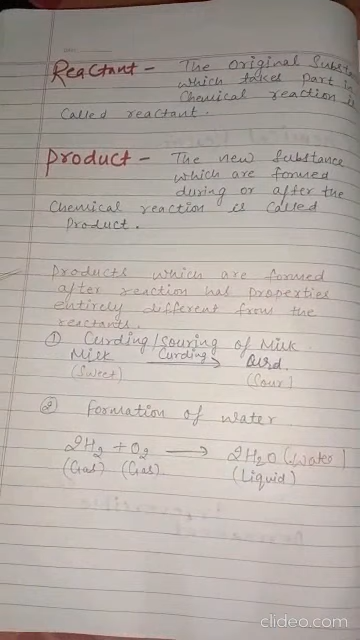 Reactant - The Original Substa
which takes part in
Chemical reaction is
Called reactant.
Product - The new Substance
which are formed
during or after the
Chemical reaction is Called
Product.
Products which are formed
after reaction has properties
entirely different from the
reactants.
① Curding/Souring of Milk
Milk Curding→ Curd.
(Sweet) (Sour)
② Formation of water
2H₂ + O₂ → 2H₂O (Water)
(Gas) (Gas) (Liquid)
clideo.com